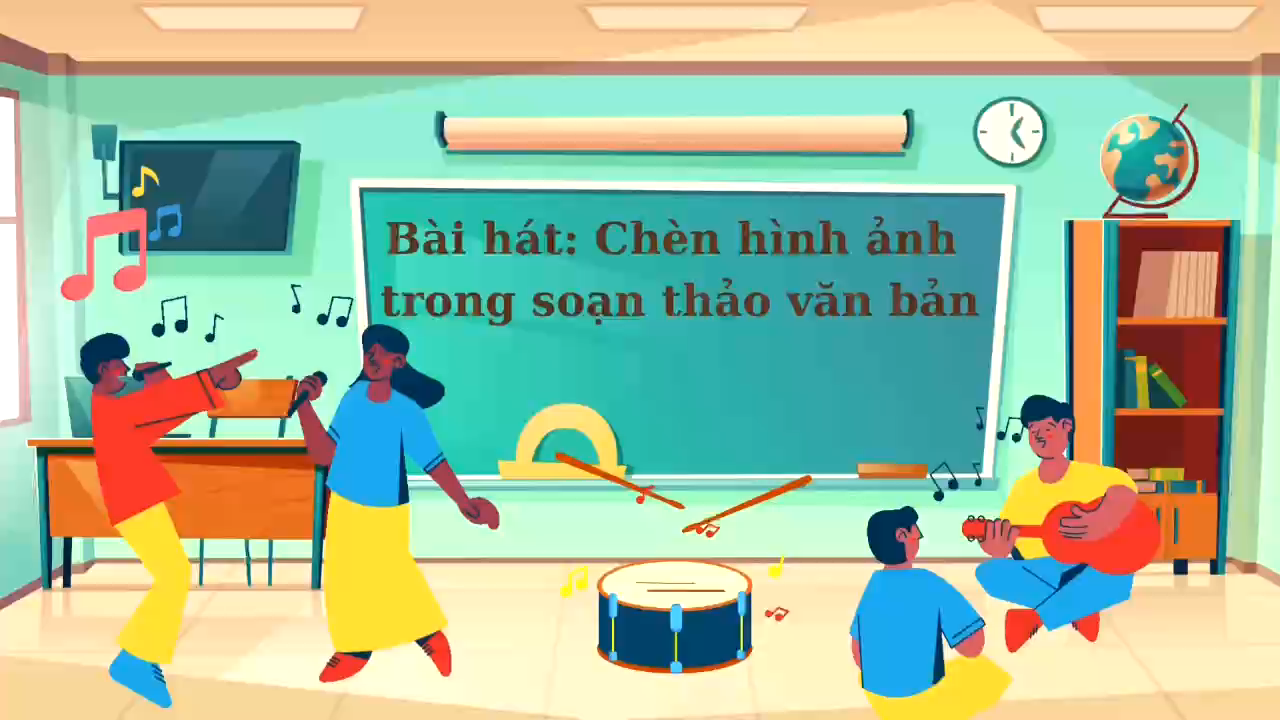 Bài hát: Chèn hình ảnh
trong soạn thảo văn bản